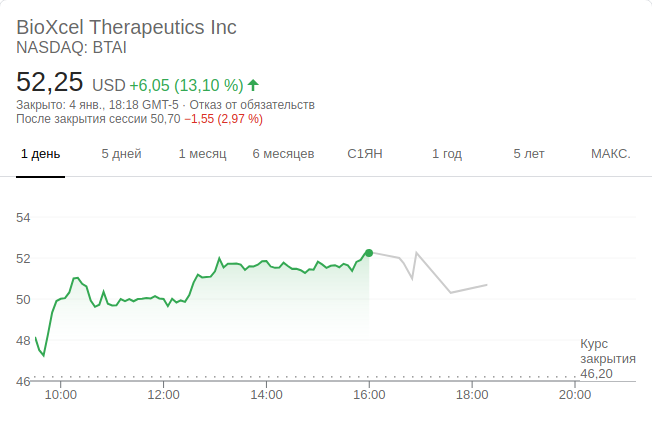 BioXcel Therapeutics Inc
NASDAQ: BTAI
52,25 USD +6,05 (13,10 %)
Закрыто: 4 янв., 18:18 GMT-5 · Отказ от обязательств
После закрытия сессии 50,70 −1,55 (2,97 %)
1 день 5 дней 1 месяц 6 месяцев С1ЯН 1 год 5 лет МАКС.
54
52
50
48
Курс
закрытия
46,20
46
10:00 12:00 14:00 16:00 18:00 20:00